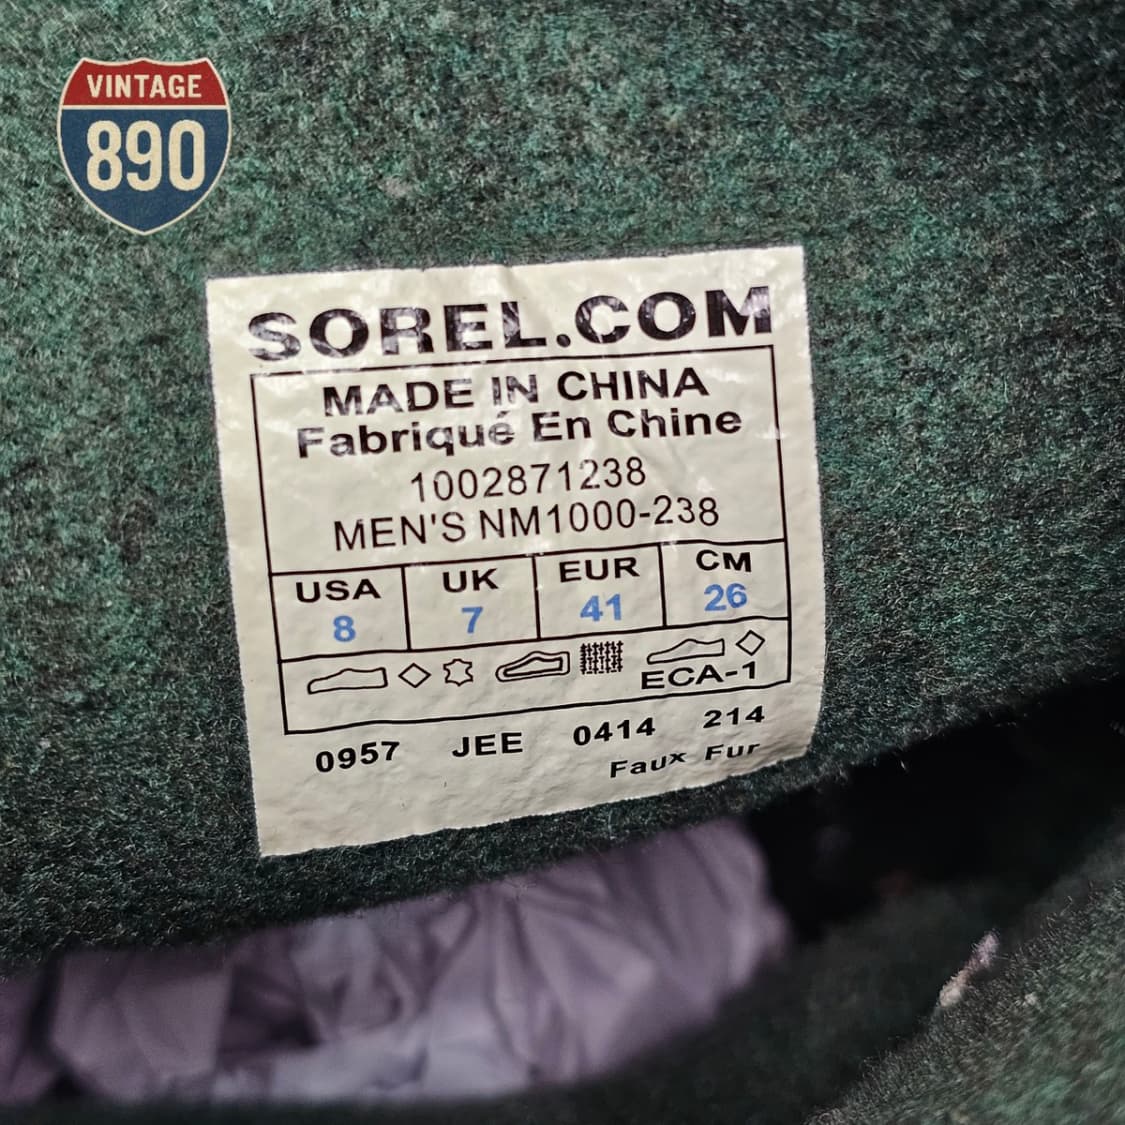 VINTAGE
890
SOREL.COM
MADE IN CHINA
Fabriqué En Chine
1002871238
MEN'S NM1000-238
USA UK EUR CM
8 7 41 26
ECA-1
0957 JEE 0414 214
Faux Fur